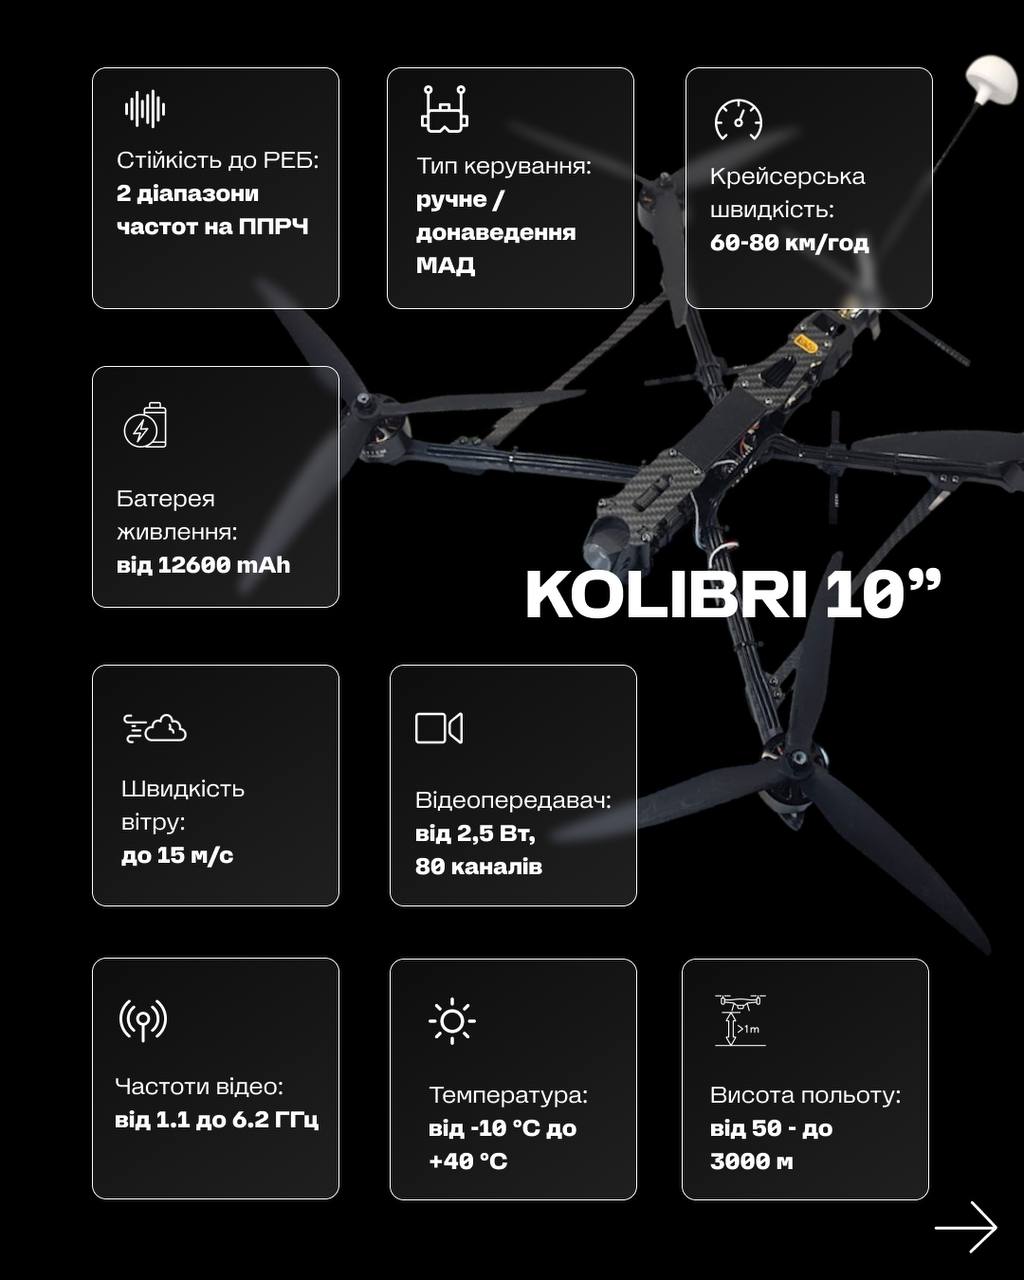 Стійкість до РЕБ:
2 діапазони
частот на ППРЧ
Тип керування:
ручне /
донаведення
МАД
Крейсерська
швидкість:
60-80 км/год
Батерея
живлення:
від 12600 mAh
KOLIBRI 10”
Швидкість
вітру:
до 15 м/с
Відеопередавач:
від 2,5 Вт,
80 каналів
Частоти відео:
від 1.1 до 6.2 ГГц
Температура:
від -10 °C до
+40 °C
>1m
Висота польоту:
від 50 - до
3000 м